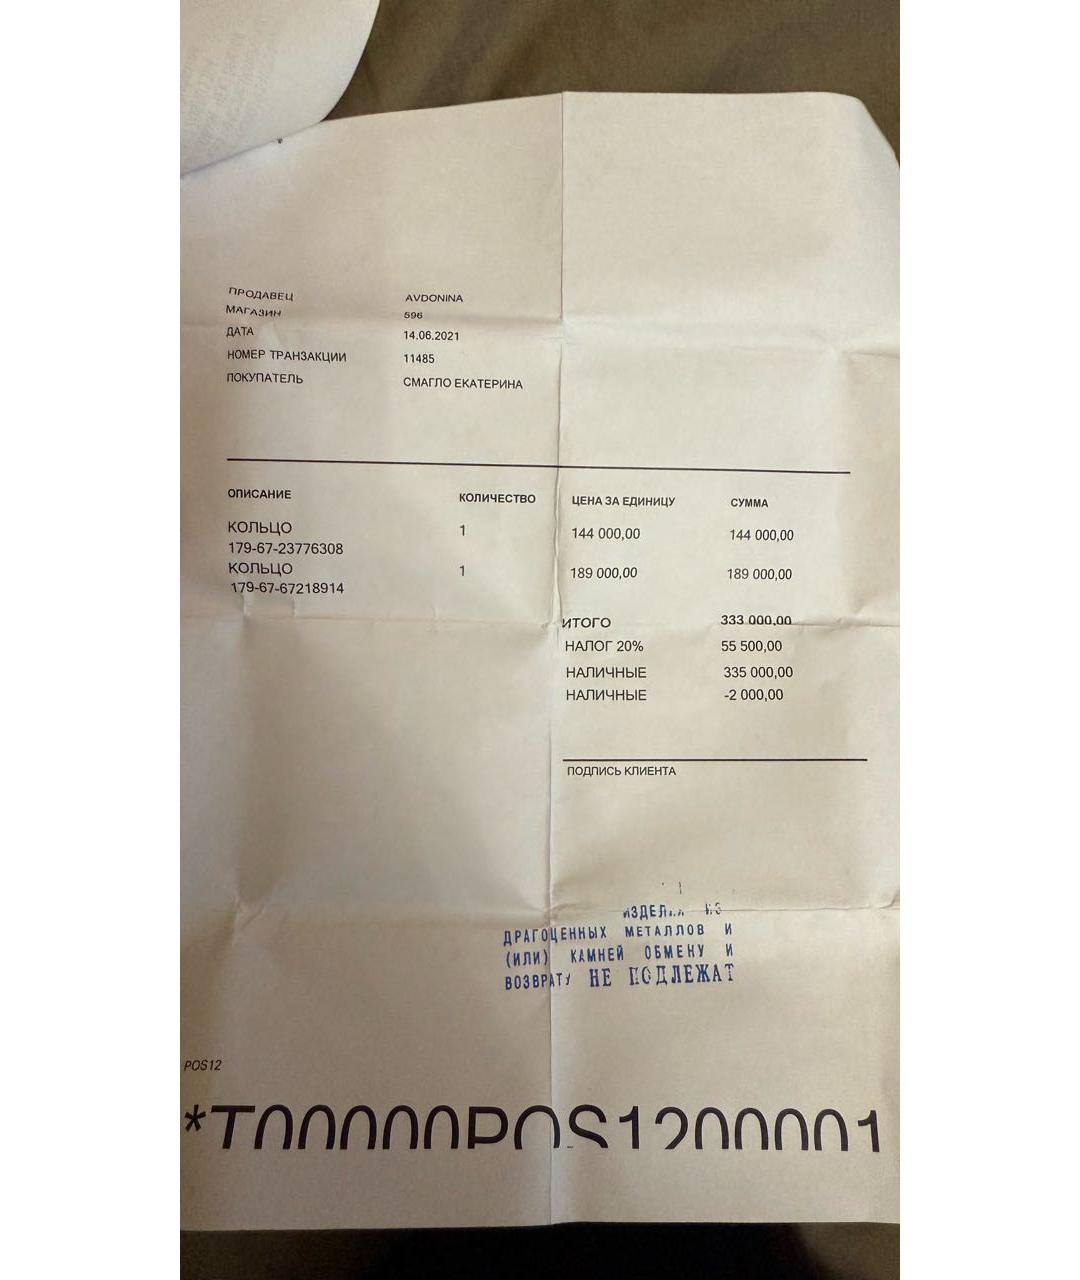 ПРОДАВЕЦ AVDONINA
МАГАЗИН 596
ДАТА 14.06.2021
НОМЕР ТРАНЗАКЦИИ 11485
ПОКУПАТЕЛЬ СМАГЛО ЕКАТЕРИНА
ОПИСАНИЕ КОЛИЧЕСТВО ЦЕНА ЗА ЕДИНИЦУ СУММА
КОЛЬЦО 1 144 000,00 144 000,00
179-67-23776308
КОЛЬЦО 1 189 000,00 189 000,00
179-67-67218914
ИТОГО 333 000,00
НАЛОГ 20% 55 500,00
НАЛИЧНЫЕ 335 000,00
НАЛИЧНЫЕ -2 000,00
ПОДПИСЬ КЛИЕНТА
ИЗДЕЛИЯ ИЗ
ДРАГОЦЕННЫХ МЕТАЛЛОВ И
(ИЛИ) КАМНЕЙ ОБМЕНУ И
ВОЗВРАТУ НЕ ПОДЛЕЖАТ
POS12
*T00000POS1200001